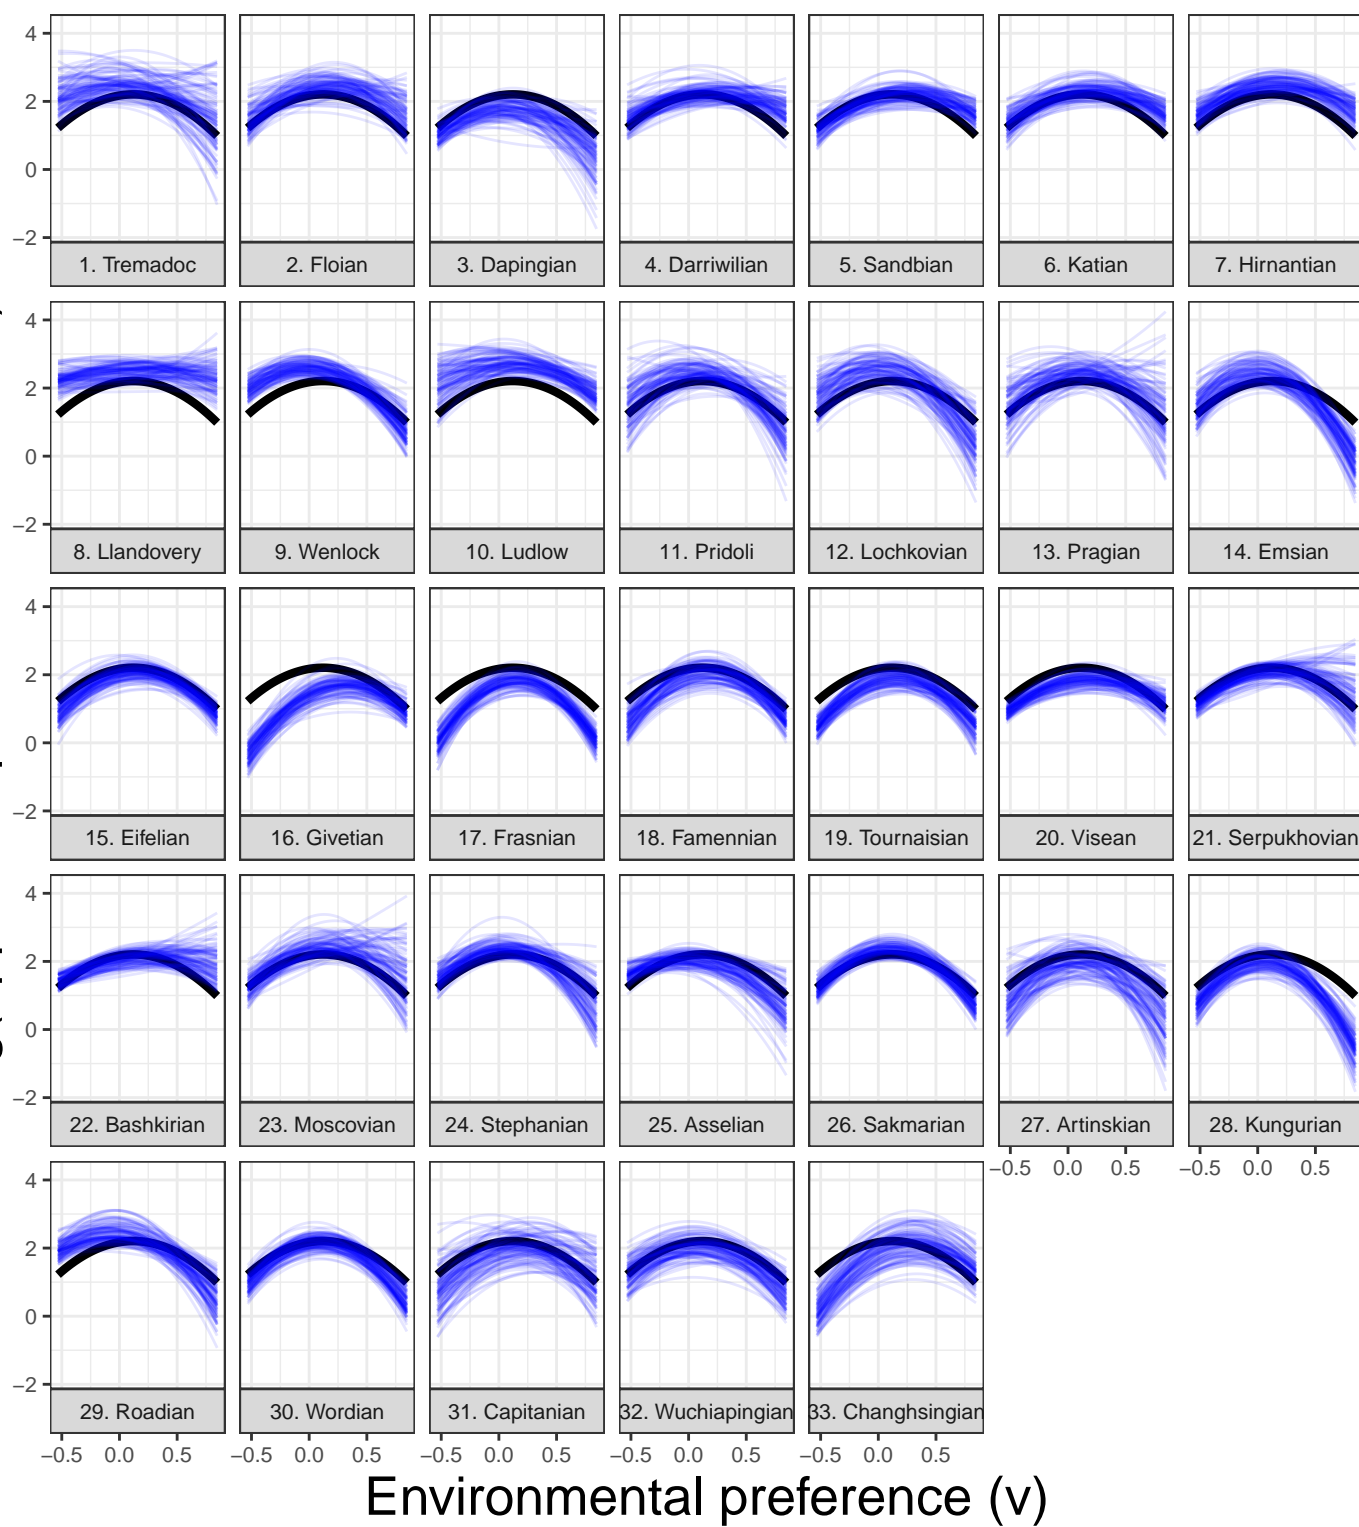 4
2
0
−2
1. Tremadoc 2. Floian 3. Dapingian 4. Darriwilian 5. Sandbian 6. Katian 7. Hirnantian
4
2
0
−2
8. Llandovery 9. Wenlock 10. Ludlow 11. Pridoli 12. Lochkovian 13. Pragian 14. Emsian
4
2
0
−2
15. Eifelian 16. Givetian 17. Frasnian 18. Famennian 19. Tournaisian 20. Visean 21. Serpukhovian
4
2
0
−2
22. Bashkirian 23. Moscovian 24. Stephanian 25. Asselian 26. Sakmarian 27. Artinskian 28. Kungurian
−0.5 0.0 0.5 −0.5 0.0 0.5
4
2
0
−2
29. Roadian 30. Wordian 31. Capitanian 32. Wuchiapingian 33. Changhsingian
−0.5 0.0 0.5 −0.5 0.0 0.5 −0.5 0.0 0.5 −0.5 0.0 0.5 −0.5 0.0 0.5
Environmental preference (v)